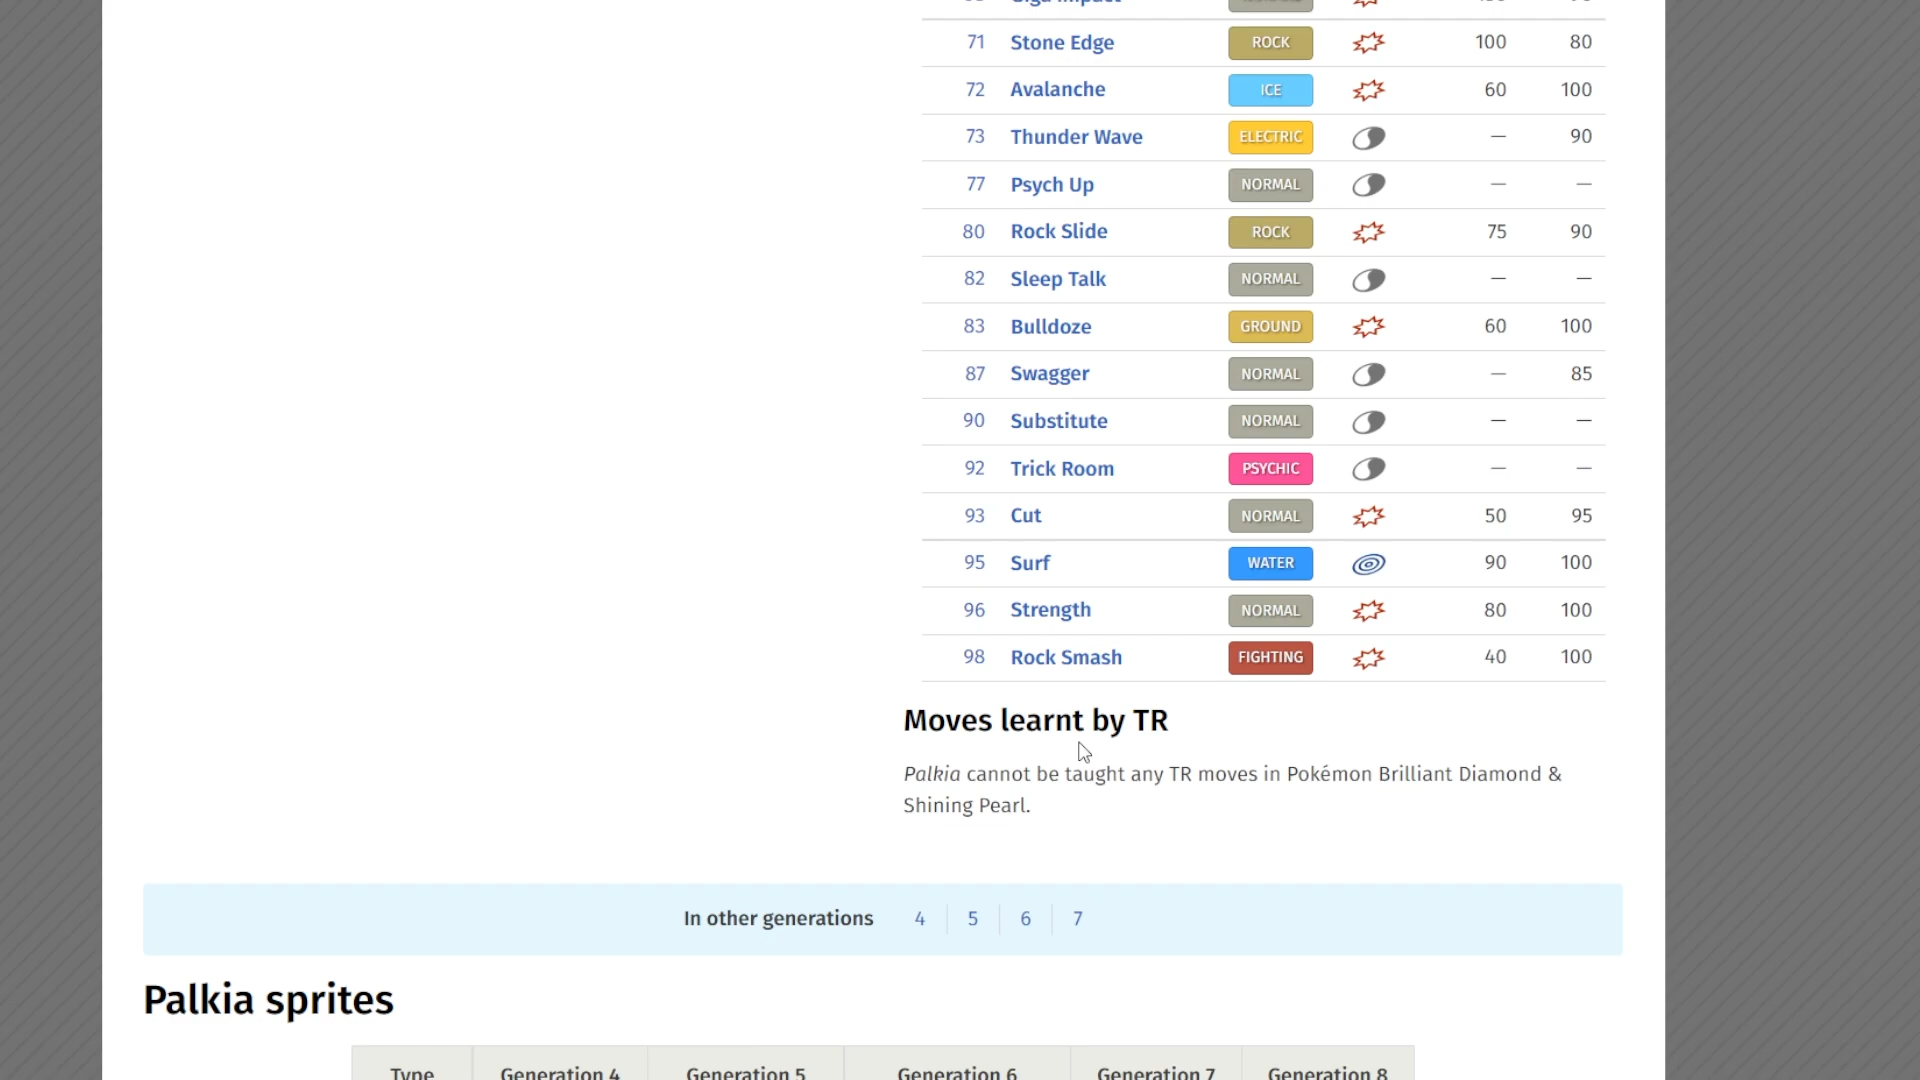 71 Stone Edge ROCK 100 80
72 Avalanche ICE 60 100
73 Thunder Wave ELECTRIC — 90
77 Psych Up NORMAL — —
80 Rock Slide ROCK 75 90
82 Sleep Talk NORMAL — —
83 Bulldoze GROUND 60 100
87 Swagger NORMAL — 85
90 Substitute NORMAL — —
92 Trick Room PSYCHIC — —
93 Cut NORMAL 50 95
95 Surf WATER 90 100
96 Strength NORMAL 80 100
98 Rock Smash FIGHTING 40 100
Moves learnt by TR
Palkia cannot be taught any TR moves in Pokémon Brilliant Diamond &
Shining Pearl.
In other generations 4 5 6 7
Palkia sprites
Type Generation 4 Generation 5 Generation 6 Generation 7 Generation 8